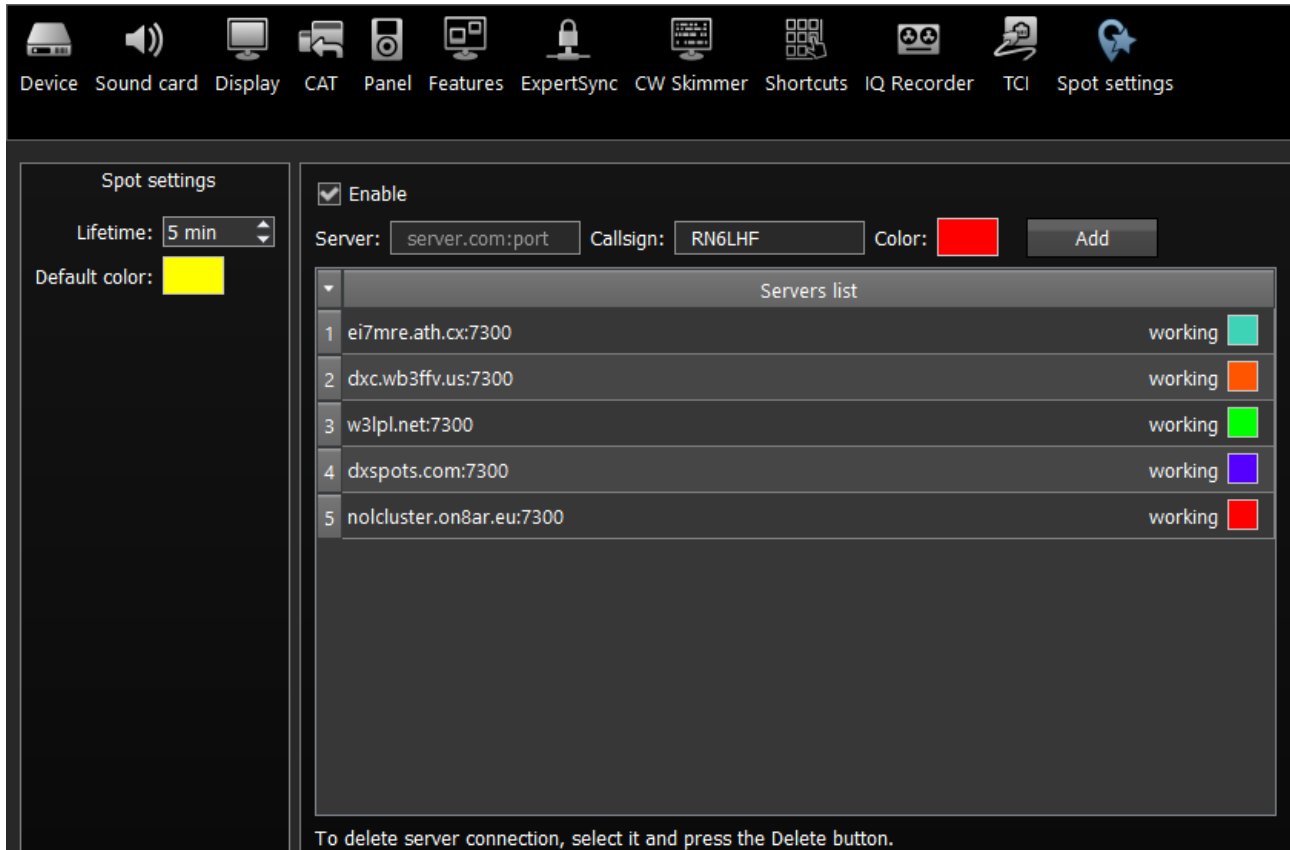 Device Sound card Display CAT Panel Features ExpertSync CW Skimmer Shortcuts IQ Recorder TCI Spot settings
Spot settings
Lifetime: 5 min
Default color:
Enable
Server: server.com:port Callsign: RN6LHF Color: Add
Servers list
1 ei7mre.ath.cx:7300 working
2 dxc.wb3ffv.us:7300 working
3 w3lpl.net:7300 working
4 dxspots.com:7300 working
5 nolcluster.on8ar.eu:7300 working
To delete server connection, select it and press the Delete button.